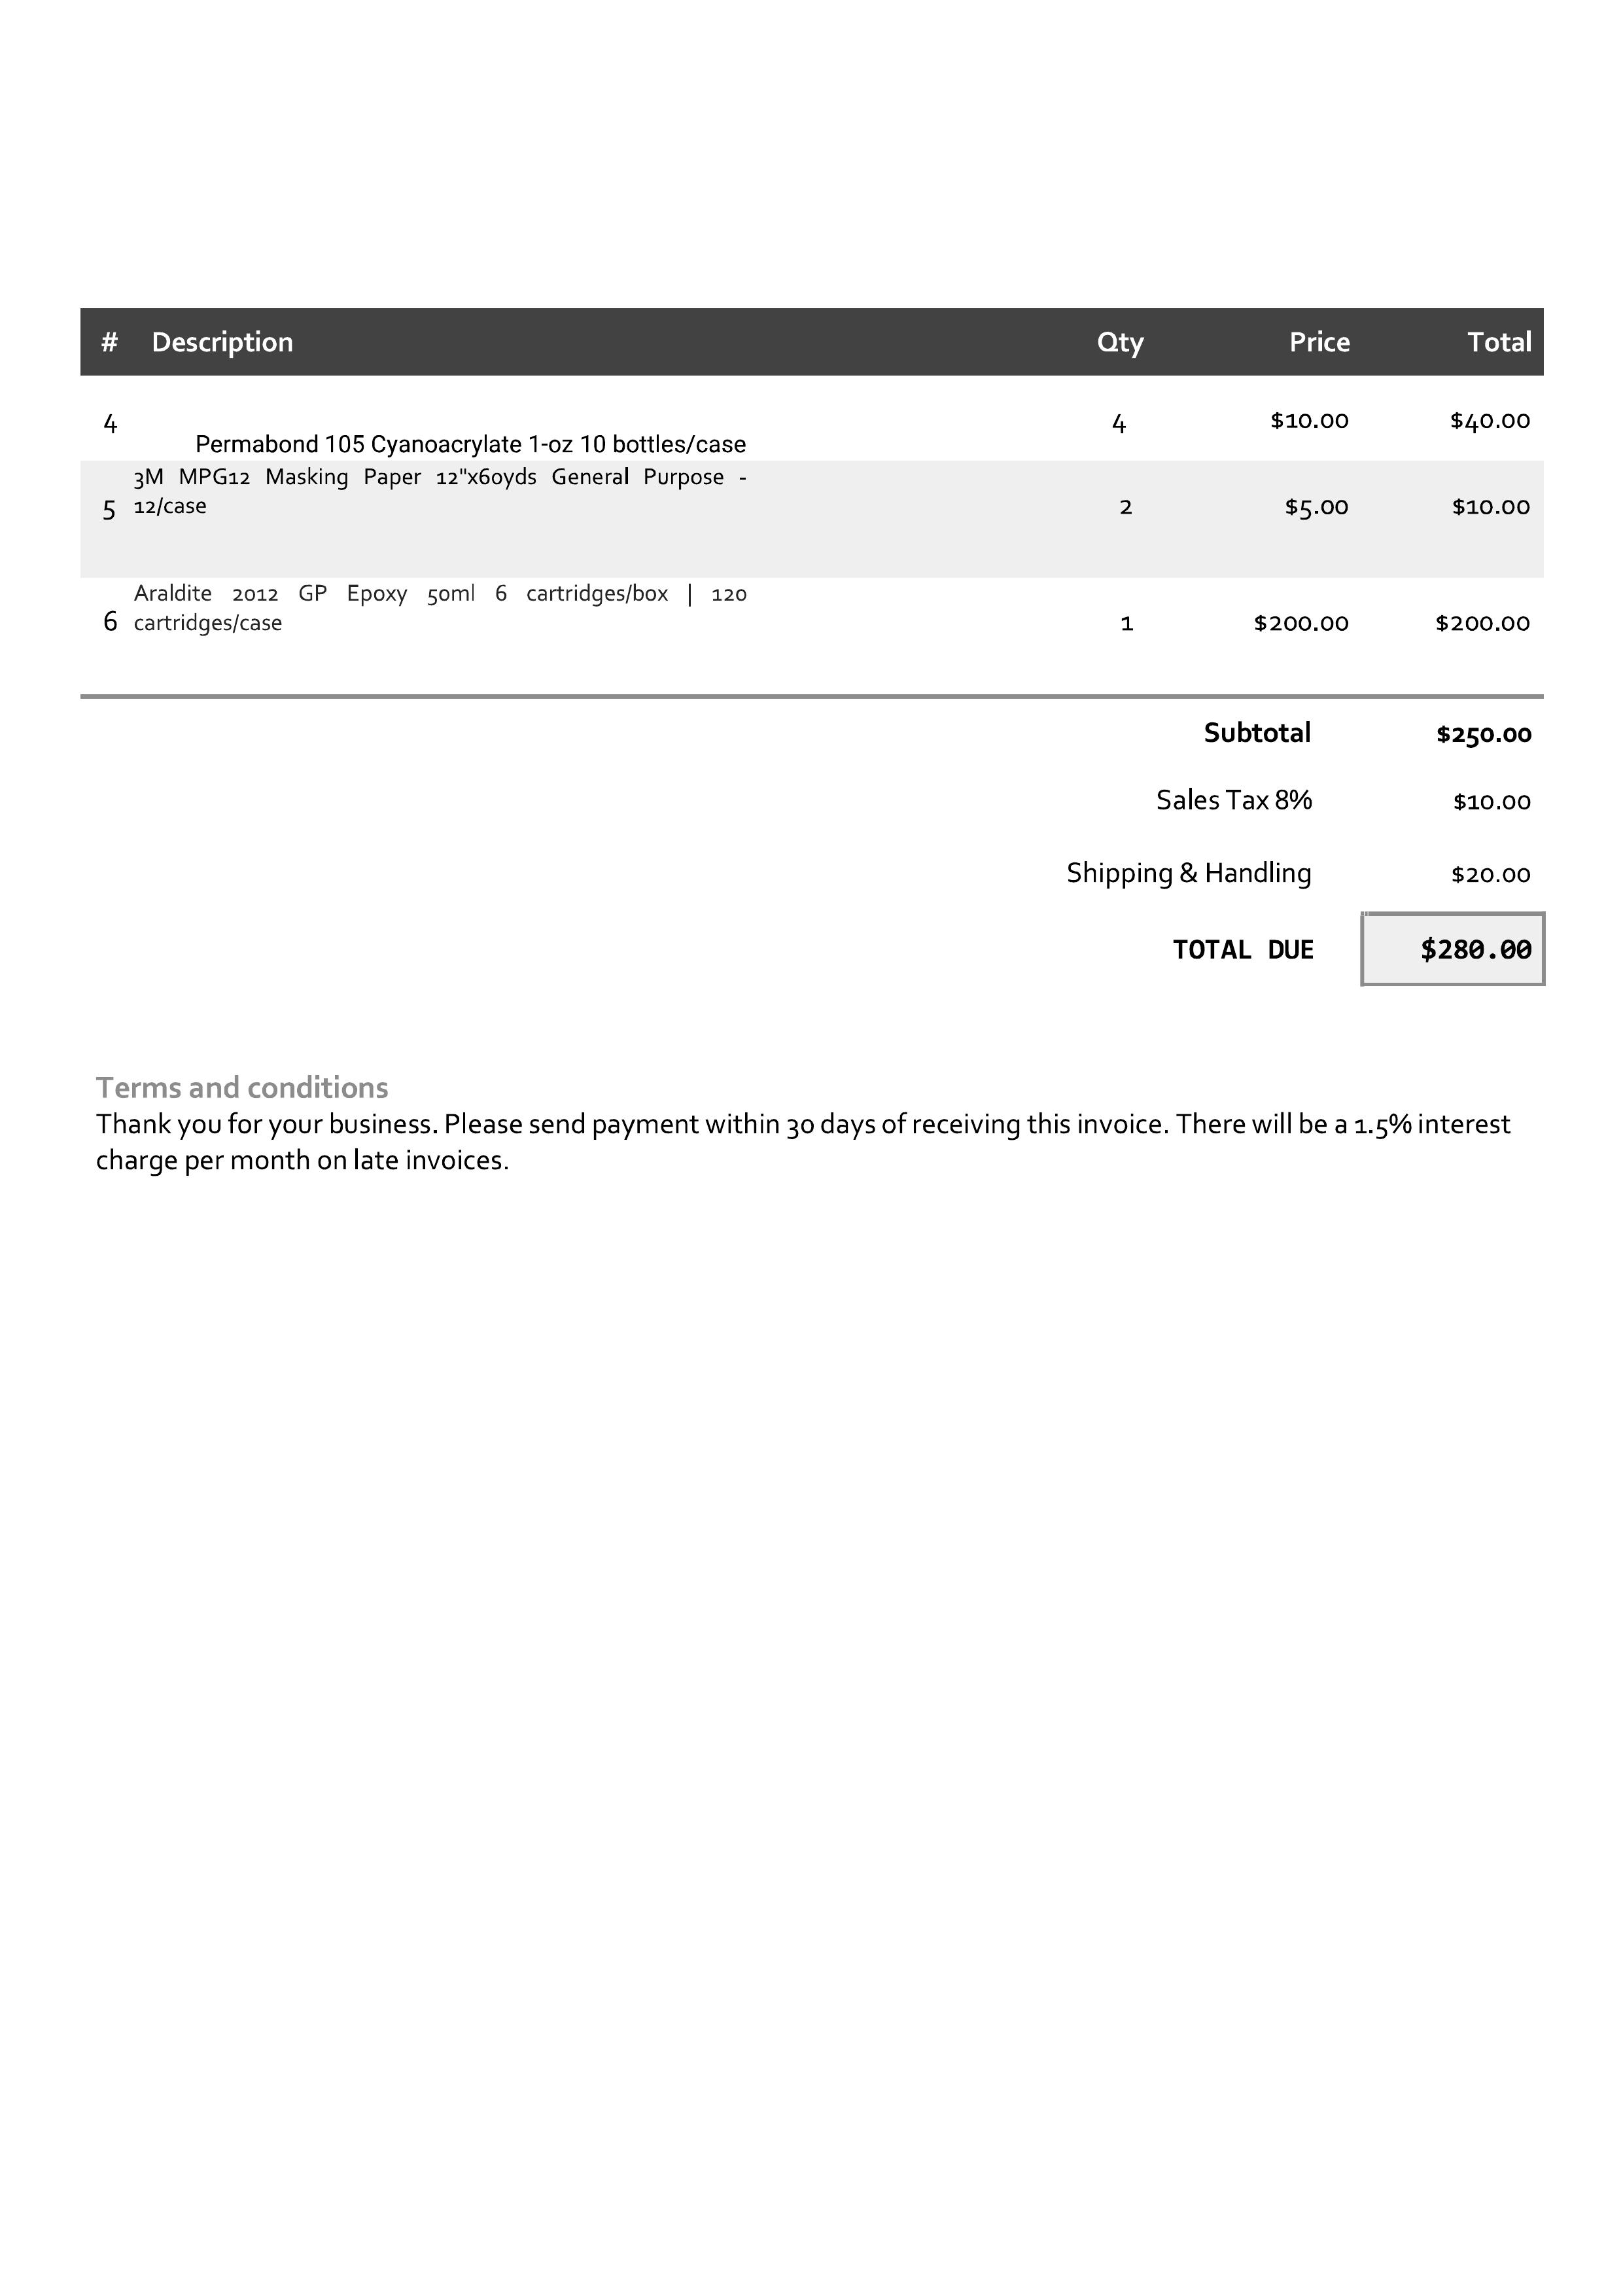 # Description Qty Price Total
4 Permabond 105 Cyanoacrylate 1-oz 10 bottles/case 4 $10.00 $40.00
3M MPG12 Masking Paper 12"x60yds General Purpose -
5 12/case 2 $5.00 $10.00
Araldite 2012 GP Epoxy 50ml 6 cartridges/box | 120
6 cartridges/case 1 $200.00 $200.00
Subtotal $250.00
Sales Tax 8% $10.00
Shipping & Handling $20.00
TOTAL DUE $280.00
Terms and conditions
Thank you for your business. Please send payment within 30 days of receiving this invoice. There will be a 1.5% interest
charge per month on late invoices.